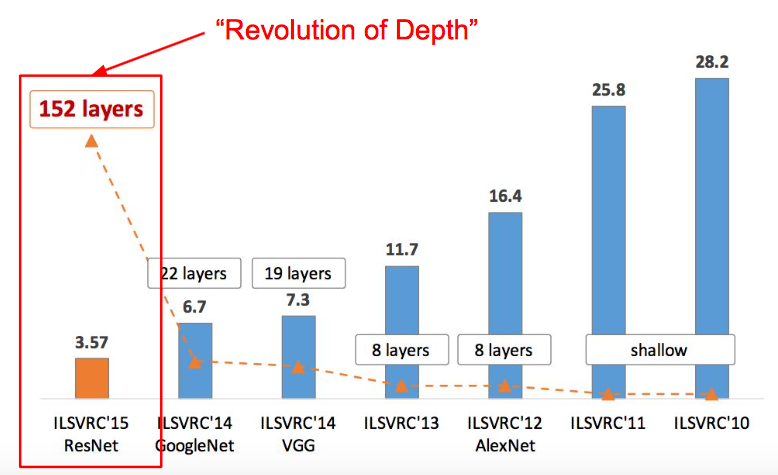 “Revolution of Depth”
152 layers
3.57
22 layers
6.7
19 layers
7.3
11.7
8 layers
16.4
8 layers
25.8
28.2
shallow
ILSVRC'15
ResNet
ILSVRC'14
GoogleNet
ILSVRC'14
VGG
ILSVRC'13
ILSVRC'12
AlexNet
ILSVRC'11
ILSVRC'10